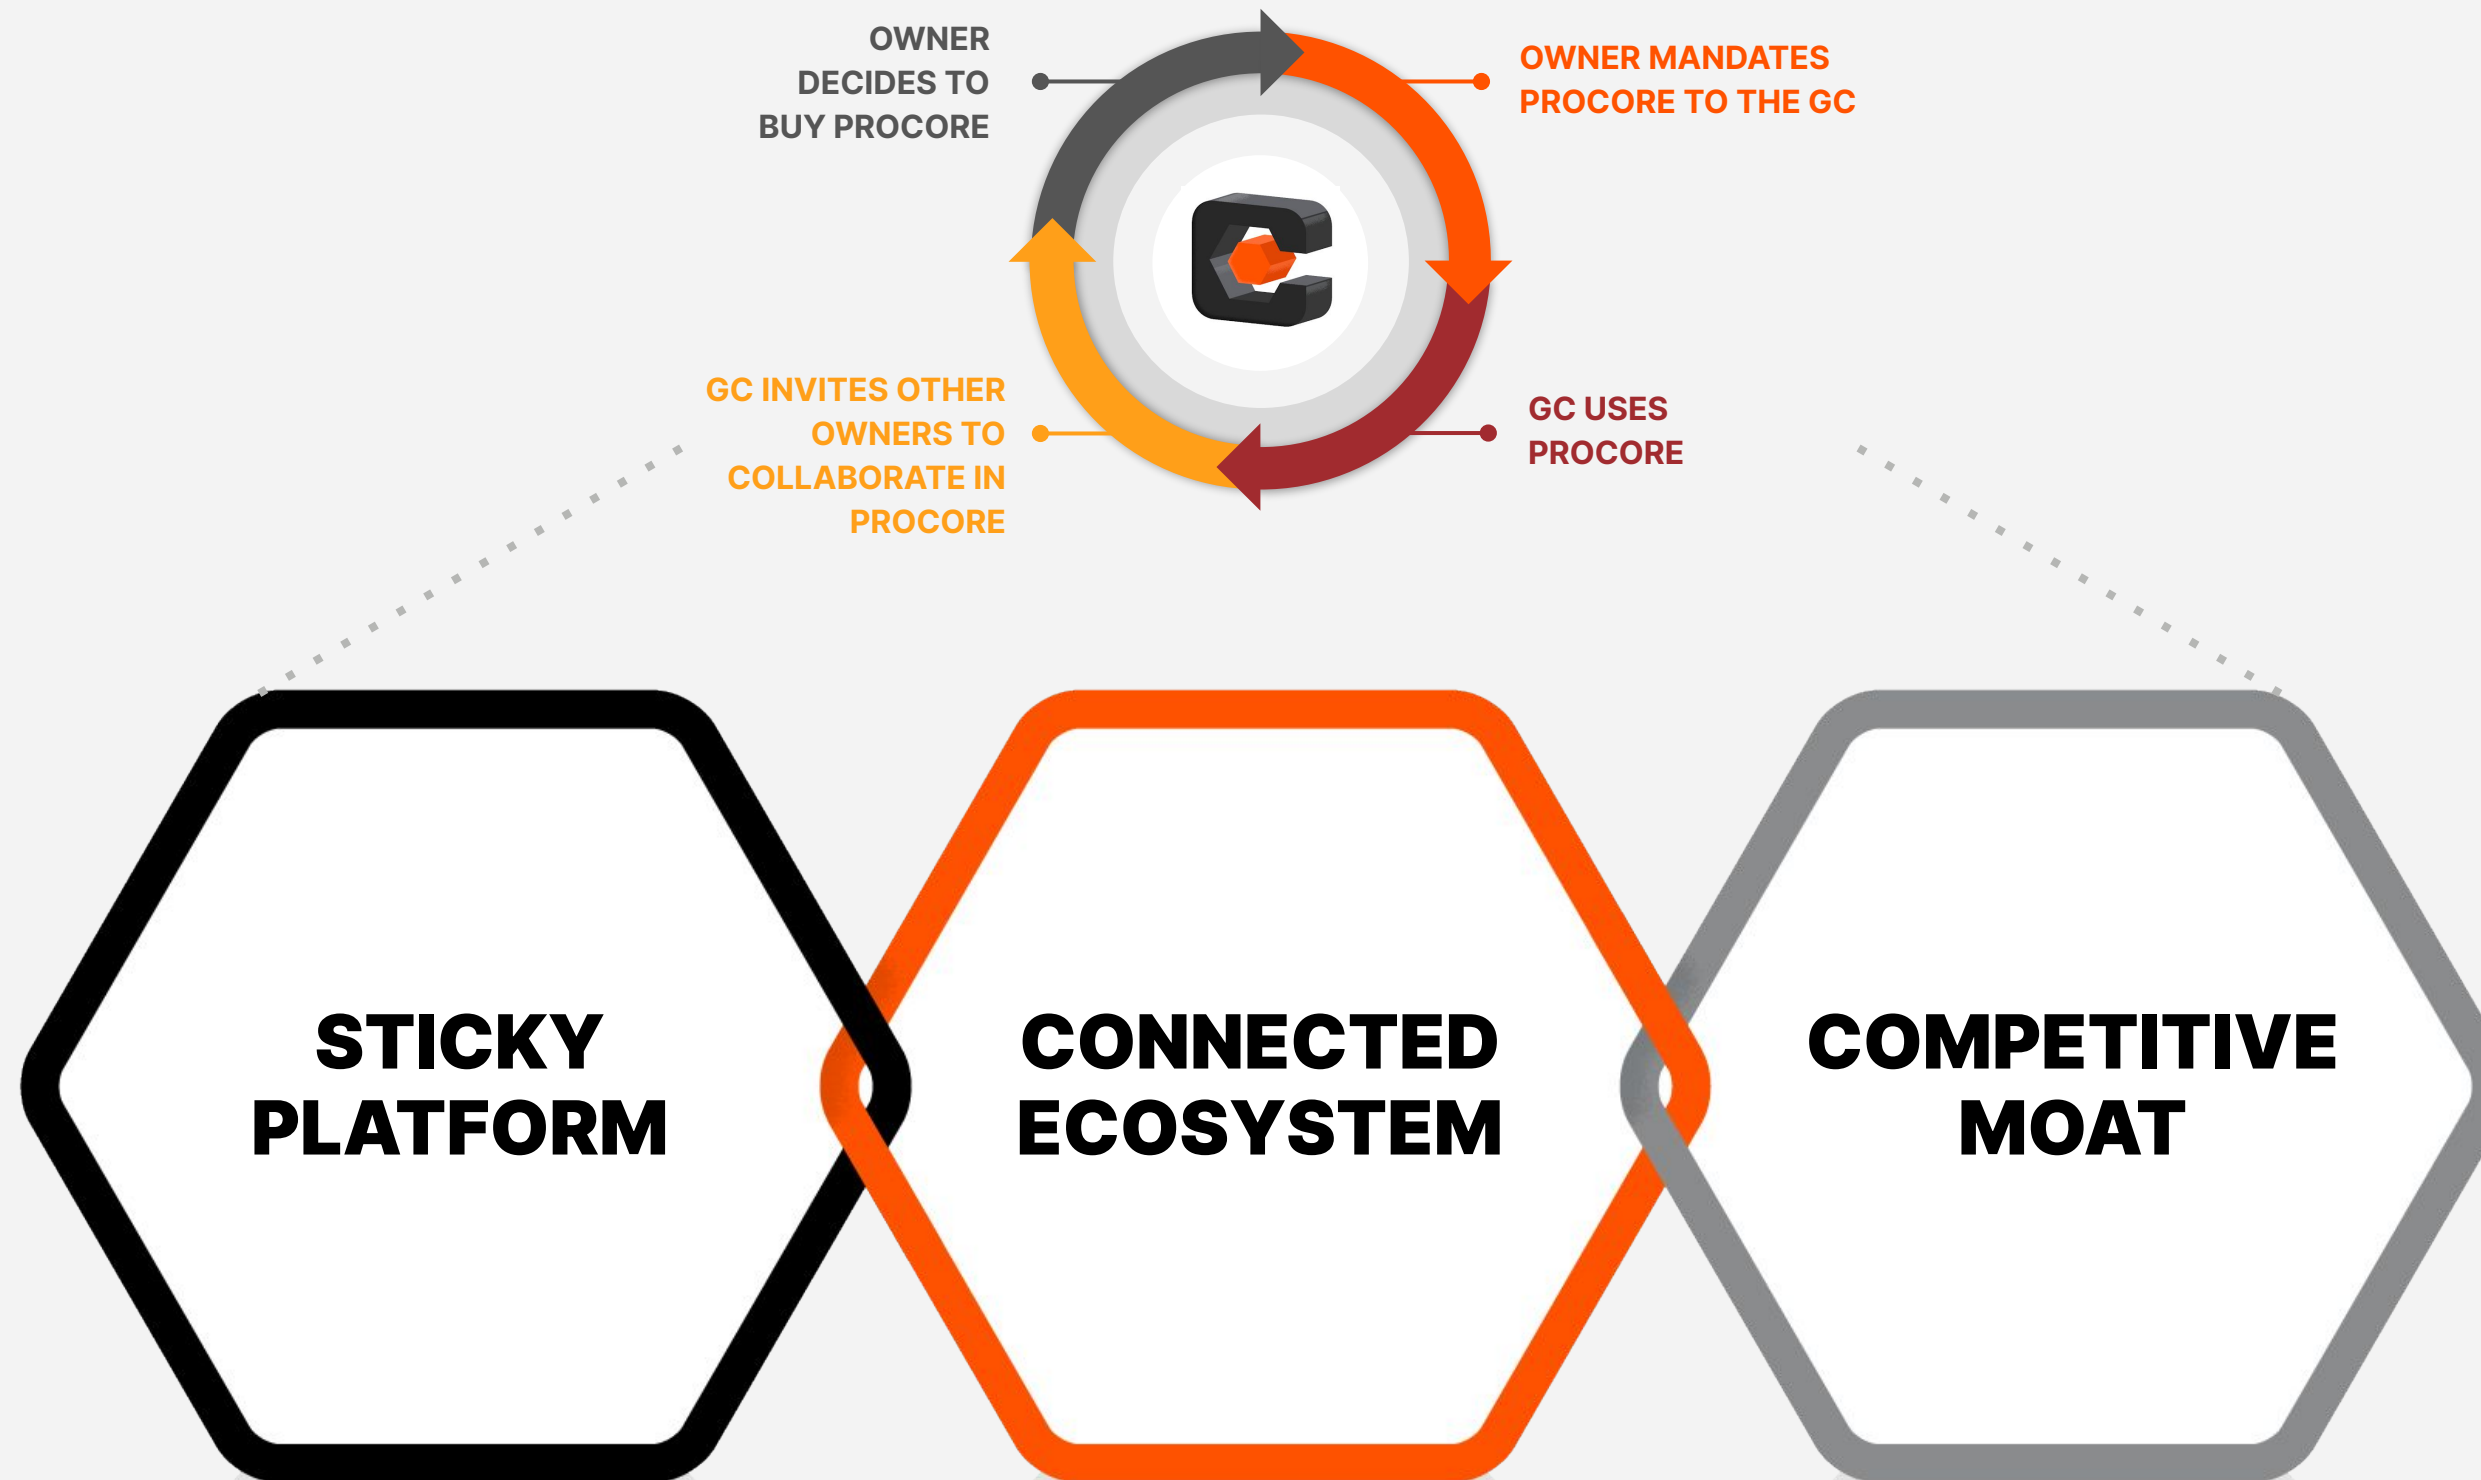 OWNER
DECIDES TO
BUY PROCORE
OWNER MANDATES
PROCORE TO THE GC
GC USES
PROCORE
GC INVITES OTHER
OWNERS TO
COLLABORATE IN
PROCORE
STICKY
PLATFORM
CONNECTED
ECOSYSTEM
COMPETITIVE
MOAT